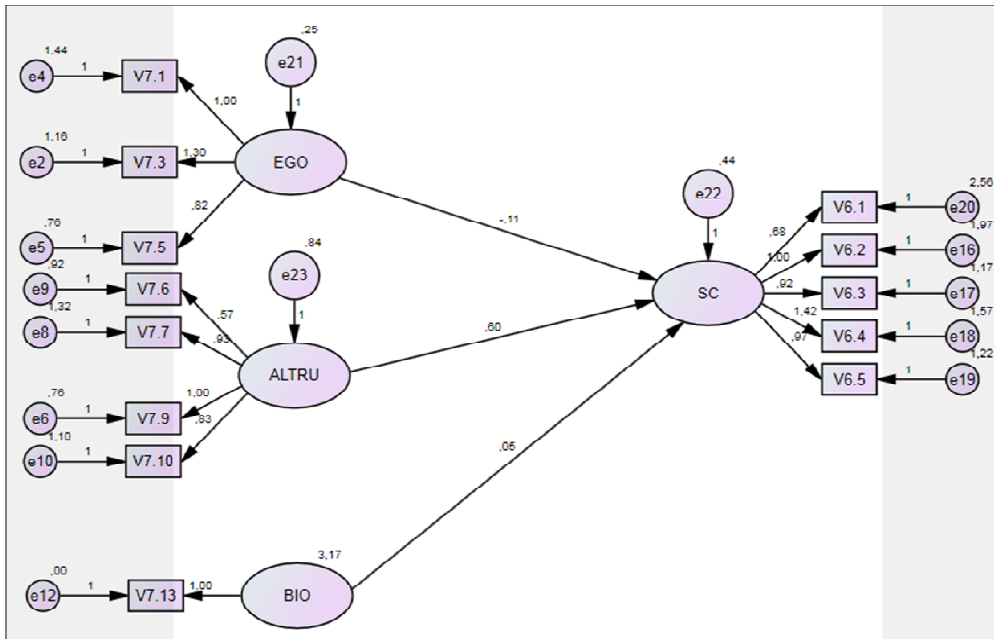 1,44
e4
1
V7.1
1,00
1,16
e2
1
V7.3
1,30
,76
e5
1
V7.5
,82
,25
e21
1
EGO
,92
e9
1
V7.6
,57
1,32
e8
1
V7.7
,93
,76
e6
1
V7.9
1,00
1,10
e10
1
V7.10
,83
,84
e23
1
ALTRU
,00
e12
1
V7.13
1,00
3,17
BIO
-,11
,60
,05
,44
e22
1
SC
,68
V6.1
1
2,56
e20
1,00
V6.2
1
1,97
e16
,92
V6.3
1
1,17
e17
1,42
V6.4
1
1,57
e18
,97
V6.5
1
1,22
e19